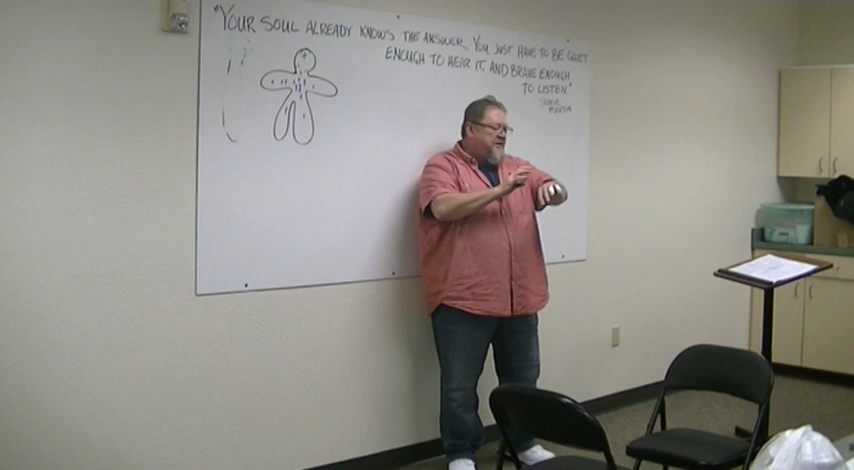 "YOUR SOUL ALREADY KNOWS THE ANSWER. YOU JUST HAVE TO BE QUIET
ENOUGH TO HEAR IT, AND BRAVE ENOUGH
TO LISTEN."